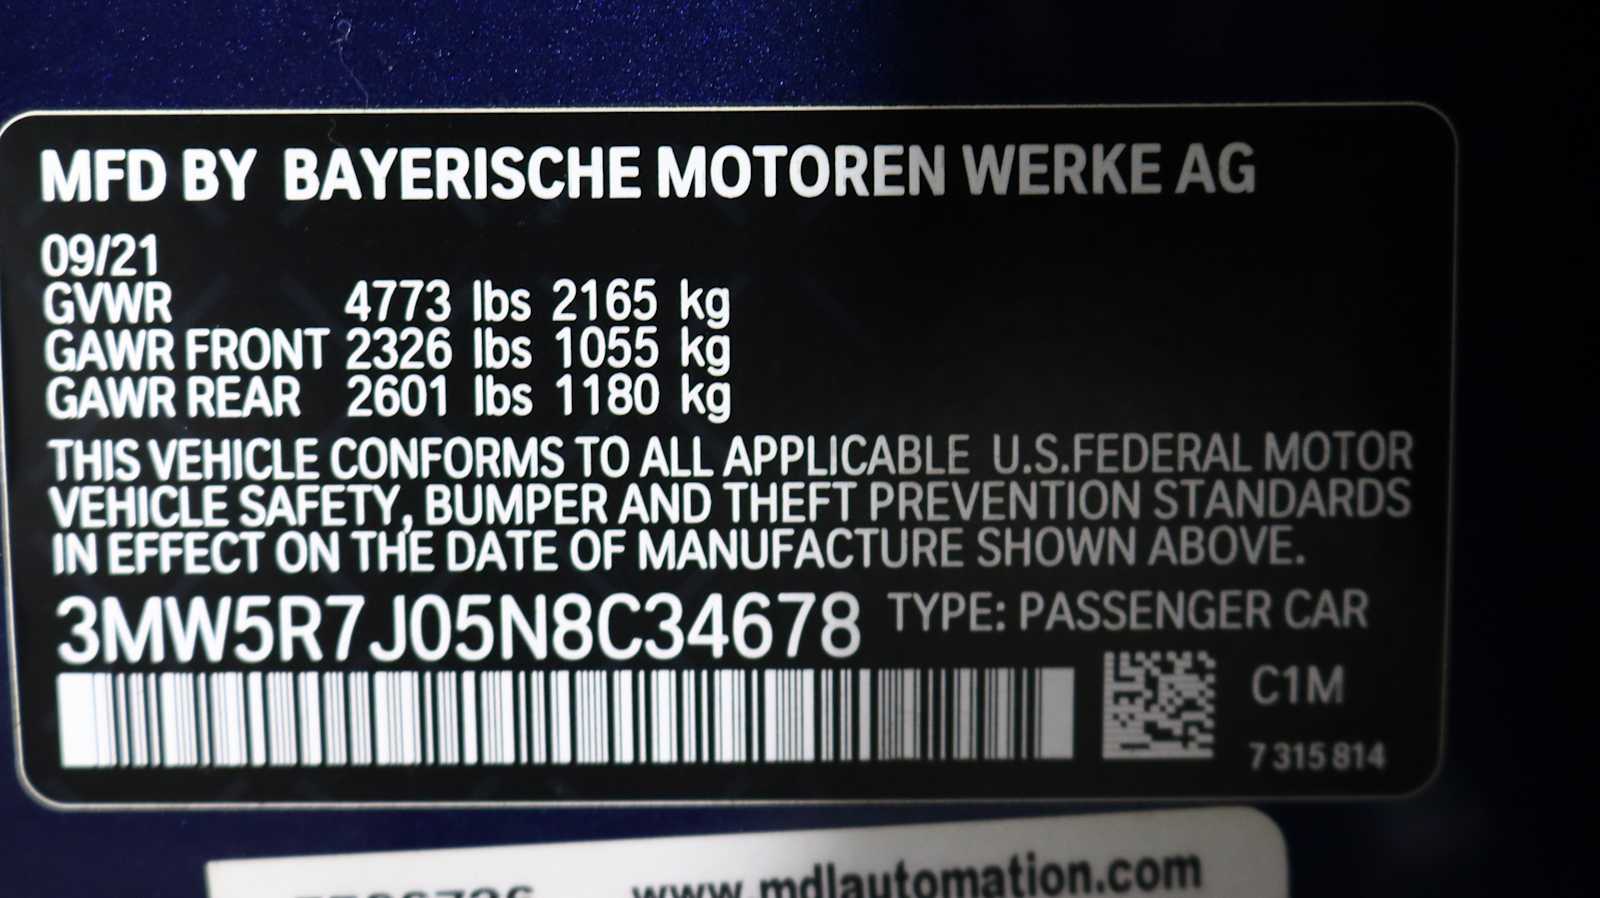 MFD BY BAYERISCHE MOTOREN WERKE AG
09/21
GVWR 4773 lbs 2165 kg
GAWR FRONT 2326 lbs 1055 kg
GAWR REAR 2601 lbs 1180 kg
THIS VEHICLE CONFORMS TO ALL APPLICABLE U.S.FEDERAL MOTOR
VEHICLE SAFETY, BUMPER AND THEFT PREVENTION STANDARDS
IN EFFECT ON THE DATE OF MANUFACTURE SHOWN ABOVE.
3MW5R7J05N8C34678 TYPE: PASSENGER CAR
C1M
7 315 814
www.mdlautomation.com